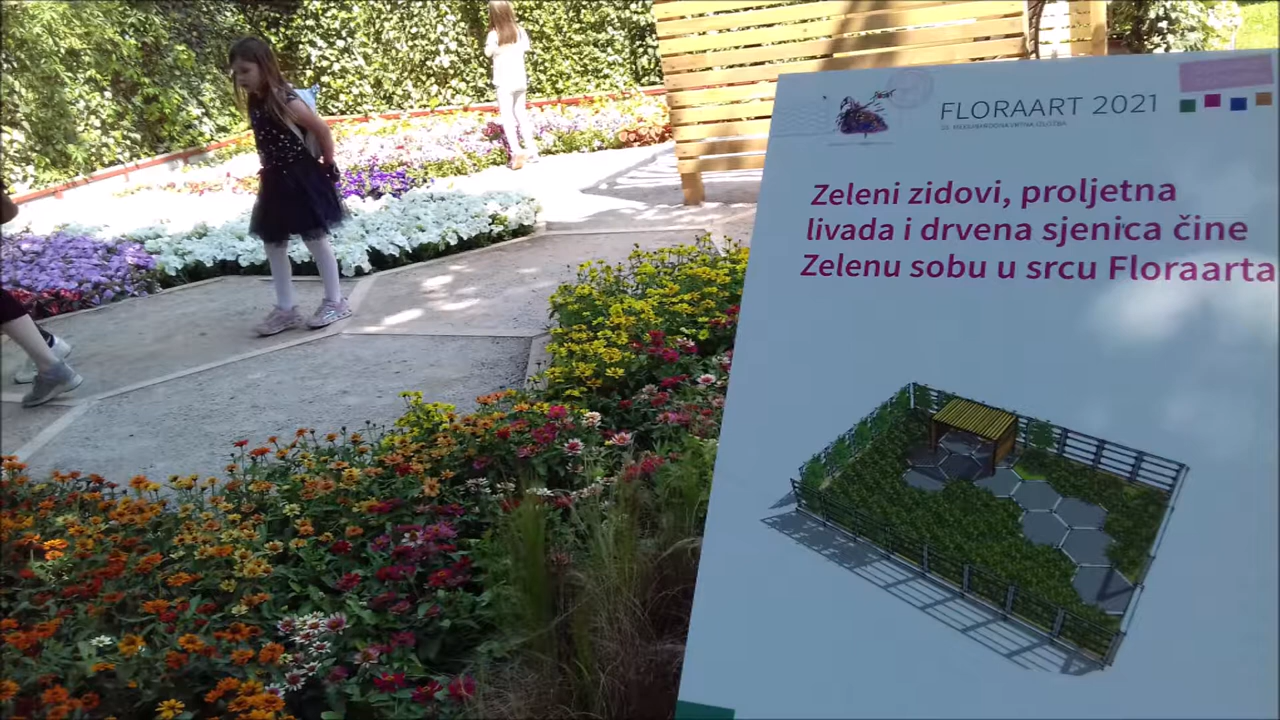 FLORAART 2021
Zeleni zidovi, proljetna
livada i drvena sjenica čine
Zelenu sobu u srcu Floraarta